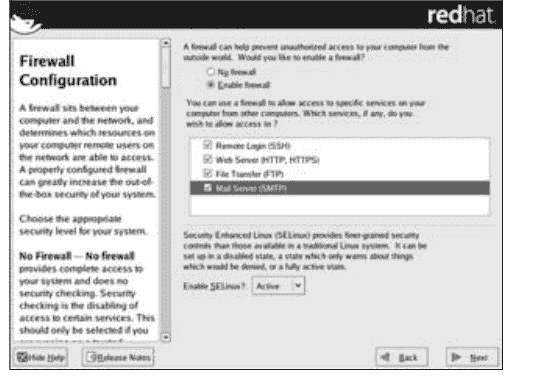 redhat.
Firewall
Configuration
A firewall sits between your
computer and the network, and
determines which resources on
your computer remote users on
the network are able to access.
A properly configured firewall
can greatly increase the out-of-
the-box security of your system.
Choose the appropriate
security level for your system.
No Firewall — No firewall
provides complete access to
your system and does no
security checking. Security
checking is the disabling of
access to certain services. This
should only be selected if you
A firewall can help prevent unauthorized access to your computer from the
outside world. Would you like to enable a firewall?
No firewall
Enable firewall
You can use a firewall to allow access to specific services on your
computer from other computers. Which services, if any, do you
wish to allow access to ?
Remote Login (SSH)
Web Server (HTTP, HTTPS)
File Transfer (FTP)
Mail Server (SMTP)
Security Enhanced Linux (SELinux) provides finer-grained security
controls than those available in a traditional Linux system. It can be
set up in a disabled state, a state which only warns about things
which would be denied, or a fully active state.
Enable SELinux?: Active
Hide Help
Release Notes
Back
Next